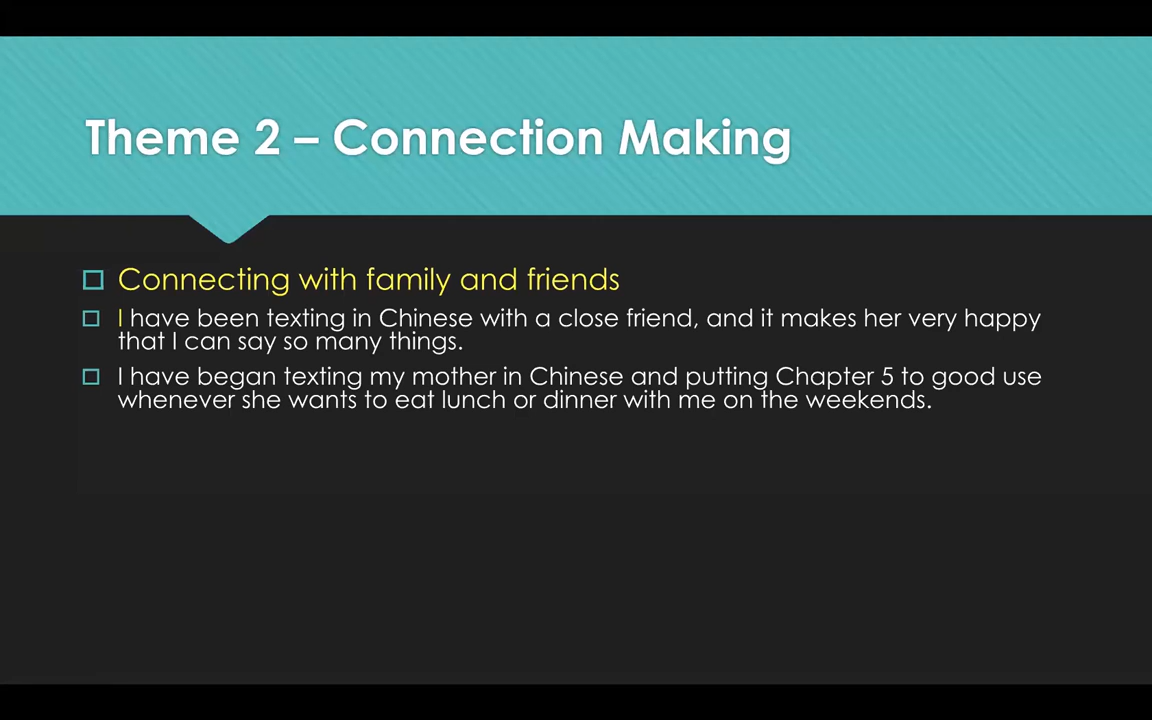 Theme 2 – Connection Making
Connecting with family and friends
I have been texting in Chinese with a close friend, and it makes her very happy
that I can say so many things.
I have began texting my mother in Chinese and putting Chapter 5 to good use
whenever she wants to eat lunch or dinner with me on the weekends.